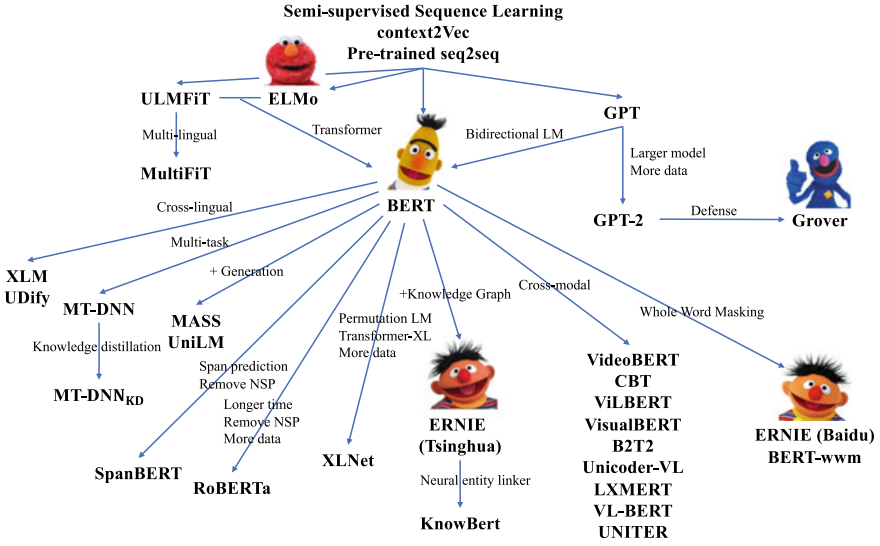 Semi-supervised Sequence Learning
context2Vec
Pre-trained seq2seq
ULMFiT
ELMo
GPT
Multi-lingual
Transformer
Bidirectional LM
Larger model
More data
MultiFiT
BERT
GPT-2
Defense
Grover
Cross-lingual
Multi-task
+ Generation
+Knowledge Graph
Cross-modal
Whole Word Masking
XLM
UDify
MT-DNN
MASS
UniLM
Permutation LM
Transformer-XL
More data
Knowledge distillation
Span prediction
Remove NSP
MT-DNNKD
Longer time
Remove NSP
More data
VideoBERT
CBT
ViLBERT
VisualBERT
B2T2
Unicoder-VL
LXMERT
VL-BERT
UNITER
ERNIE
(Tsinghua)
ERNIE (Baidu)
BERT-wwm
SpanBERT
RoBERTa
XLNet
Neural entity linker
KnowBert